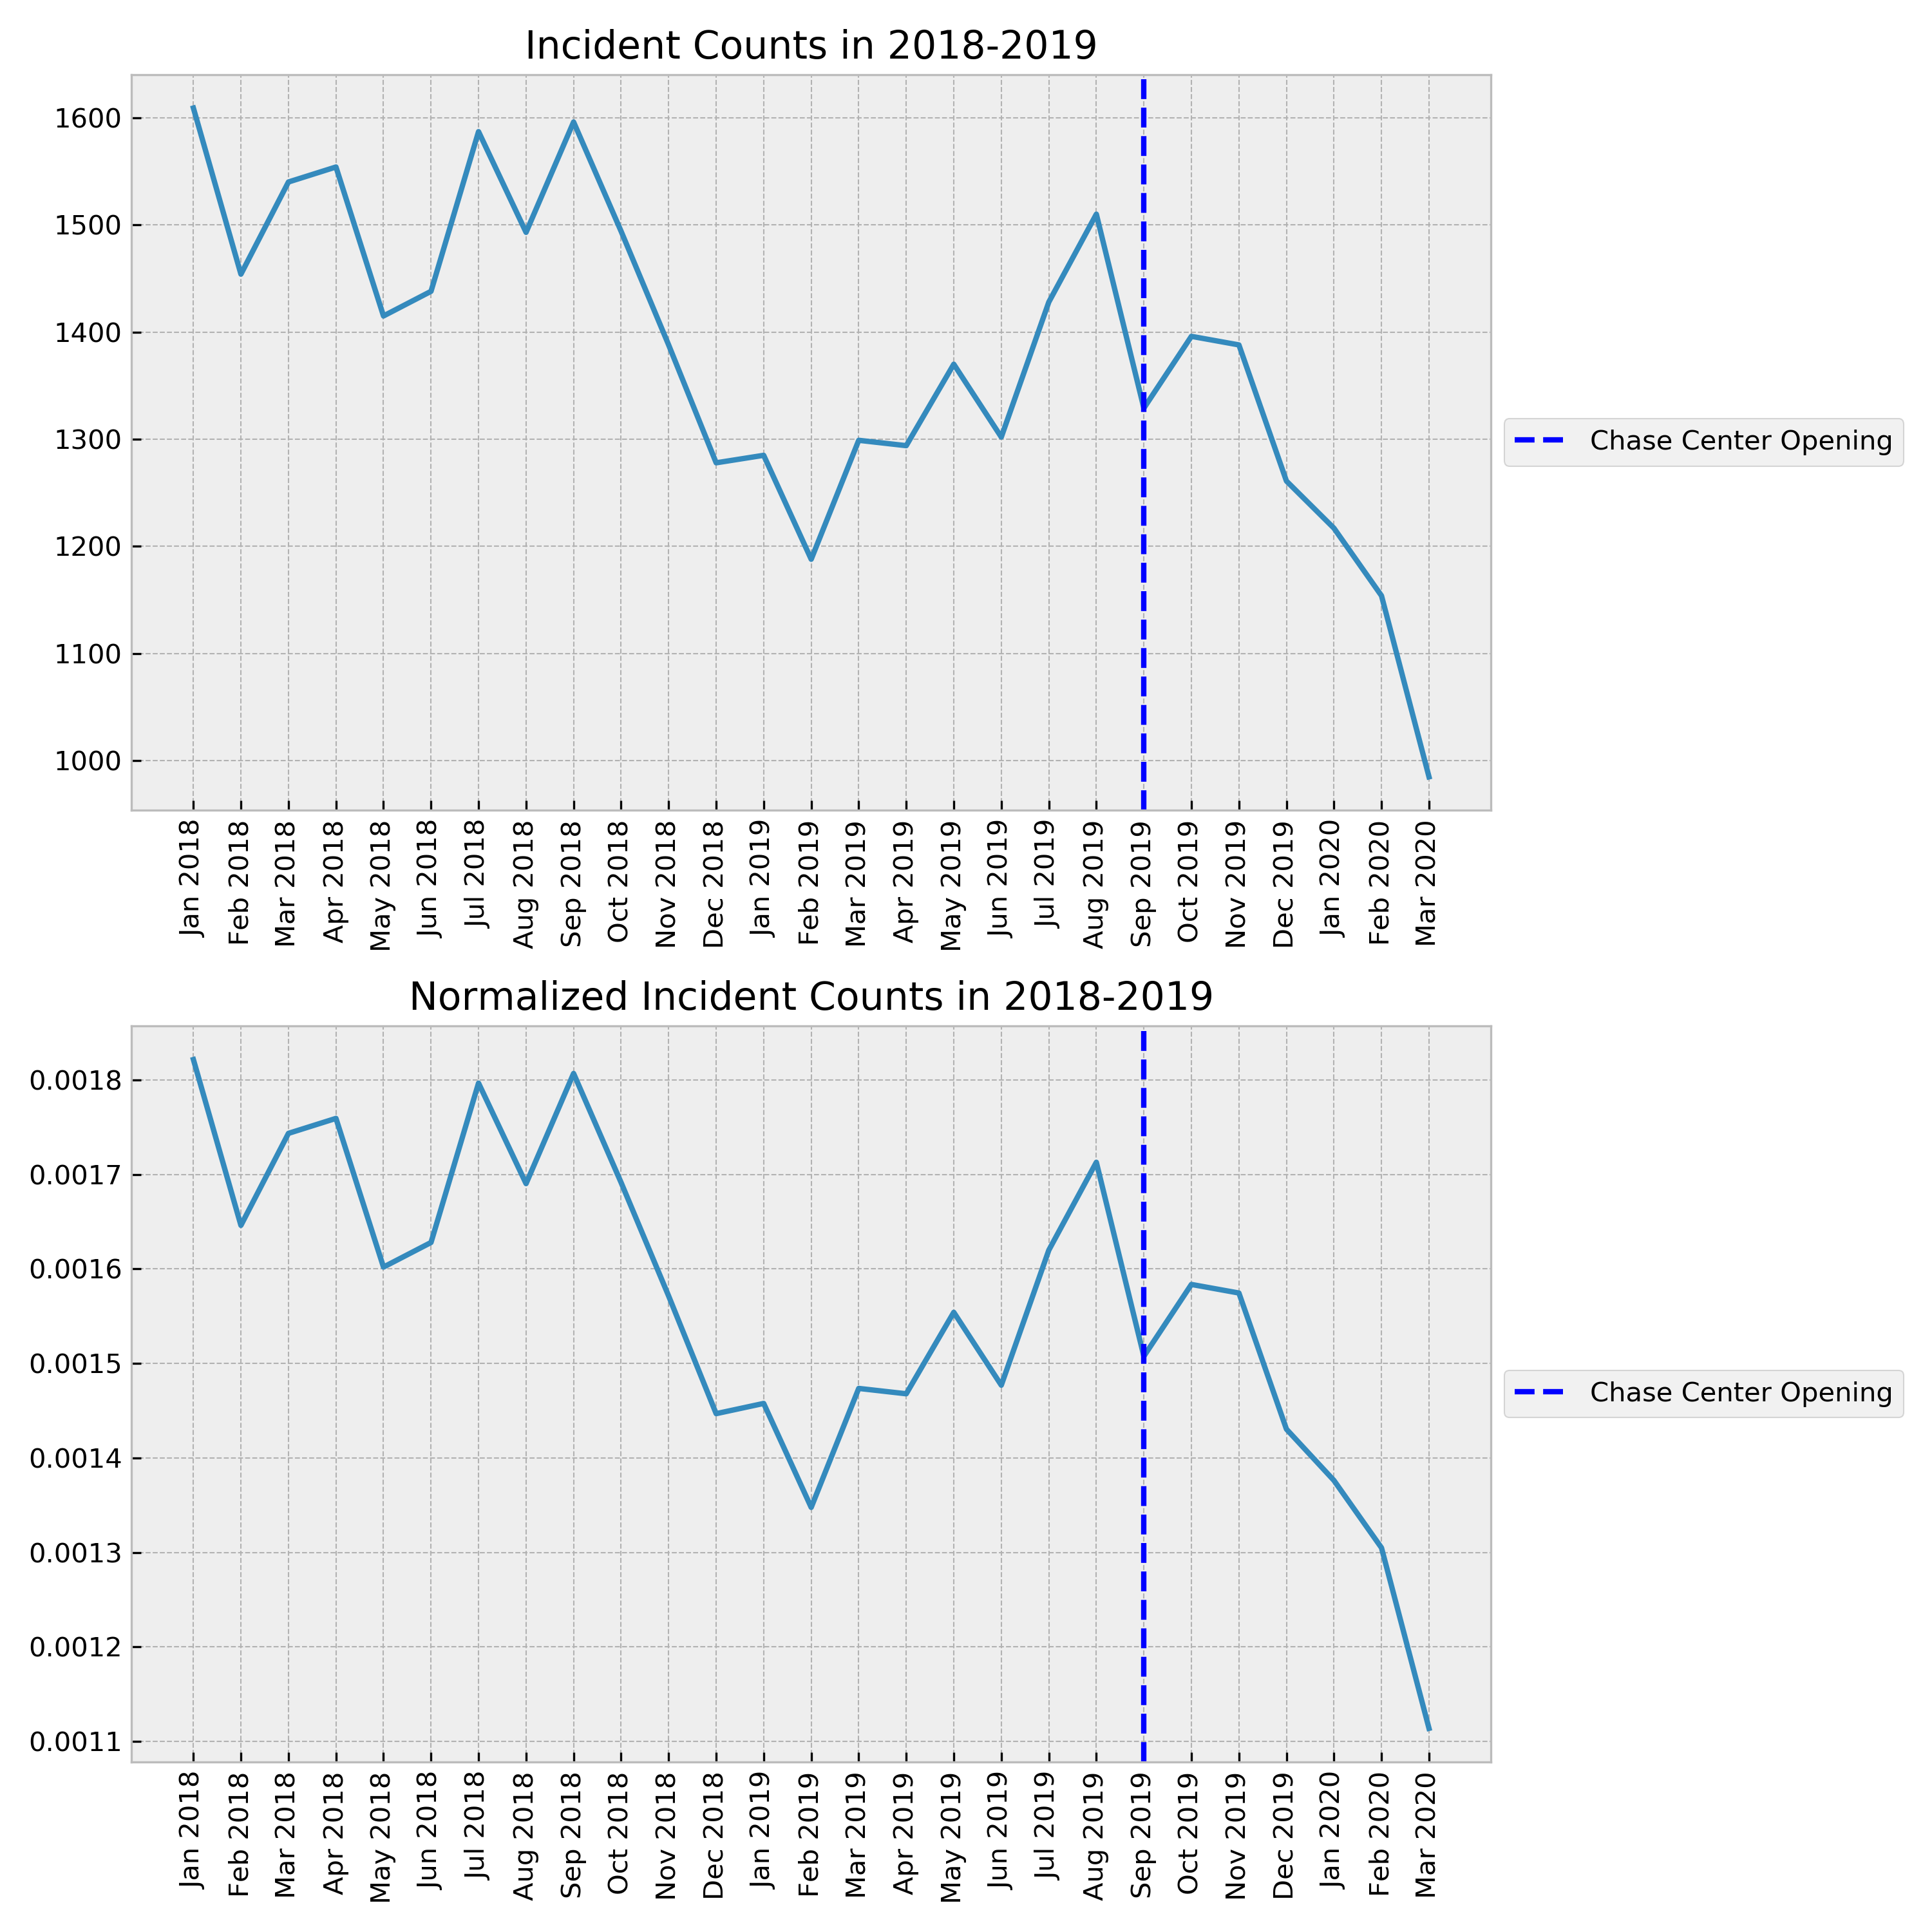 Incident Counts in 2018-2019
1600
1500
1400
1300
1200
1100
1000
Chase Center Opening
Jan 2018
Feb 2018
Mar 2018
Apr 2018
May 2018
Jun 2018
Jul 2018
Aug 2018
Sep 2018
Oct 2018
Nov 2018
Dec 2018
Jan 2019
Feb 2019
Mar 2019
Apr 2019
May 2019
Jun 2019
Jul 2019
Aug 2019
Sep 2019
Oct 2019
Nov 2019
Dec 2019
Jan 2020
Feb 2020
Mar 2020
Normalized Incident Counts in 2018-2019
0.0018
0.0017
0.0016
0.0015
0.0014
0.0013
0.0012
0.0011
Chase Center Opening
Jan 2018
Feb 2018
Mar 2018
Apr 2018
May 2018
Jun 2018
Jul 2018
Aug 2018
Sep 2018
Oct 2018
Nov 2018
Dec 2018
Jan 2019
Feb 2019
Mar 2019
Apr 2019
May 2019
Jun 2019
Jul 2019
Aug 2019
Sep 2019
Oct 2019
Nov 2019
Dec 2019
Jan 2020
Feb 2020
Mar 2020